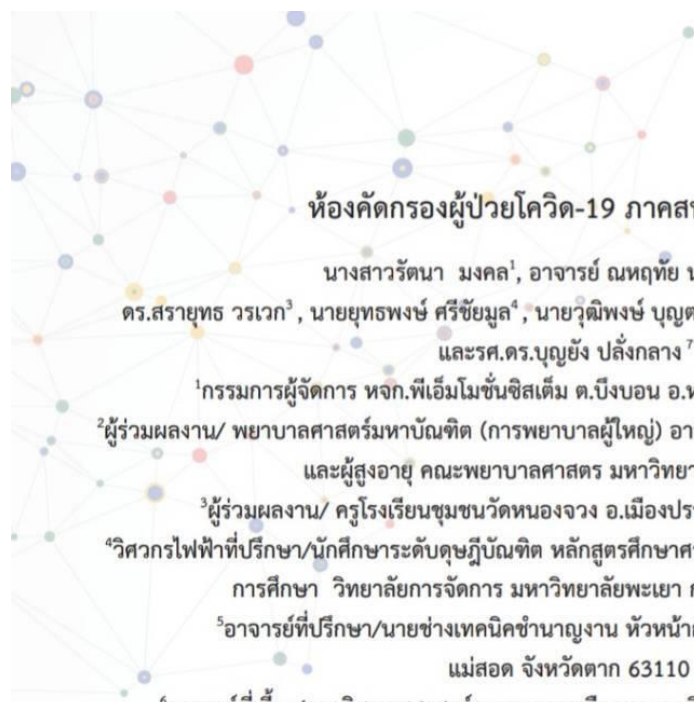 ห้องคัดกรองผู้ป่วยโควิด-19 ภาคส
นางสาวรัตนา มงคล¹, อาจารย์ ณหฤทัย
ดร.สรายุทธ วรเวก³ , นายยุทธพงษ์ ศรีชัยมูล⁴ , นายวุฒิพงษ์ บุญ
และรศ.ดร.บุญยัง ปลั่งกลาง ⁷
¹กรรมการผู้จัดการ หจก.พีเอ็มโมชั่นซิสเต็ม ต.บึงบอน อ.
²ผู้ร่วมผลงาน/ พยาบาลศาสตร์มหาบัณฑิต (การพยาบาลผู้ใหญ่) อา
และผู้สูงอายุ คณะพยาบาลศาสตร มหาวิทยา
³ผู้ร่วมผลงาน/ ครูโรงเรียนชุมชนวัดหนองจวง อ.เมืองปร
⁴วิศวกรไฟฟ้าที่ปรึกษา/นักศึกษาระดับดุษฎีบัณฑิต หลักสูตรศึกษาศ
การศึกษา วิทยาลัยการจัดการ มหาวิทยาลัยพะเยา ก
⁵อาจารย์ที่ปรึกษา/นายช่างเทคนิคชำนาญงาน หัวหน้า
แม่สอด จังหวัดตาก 63110